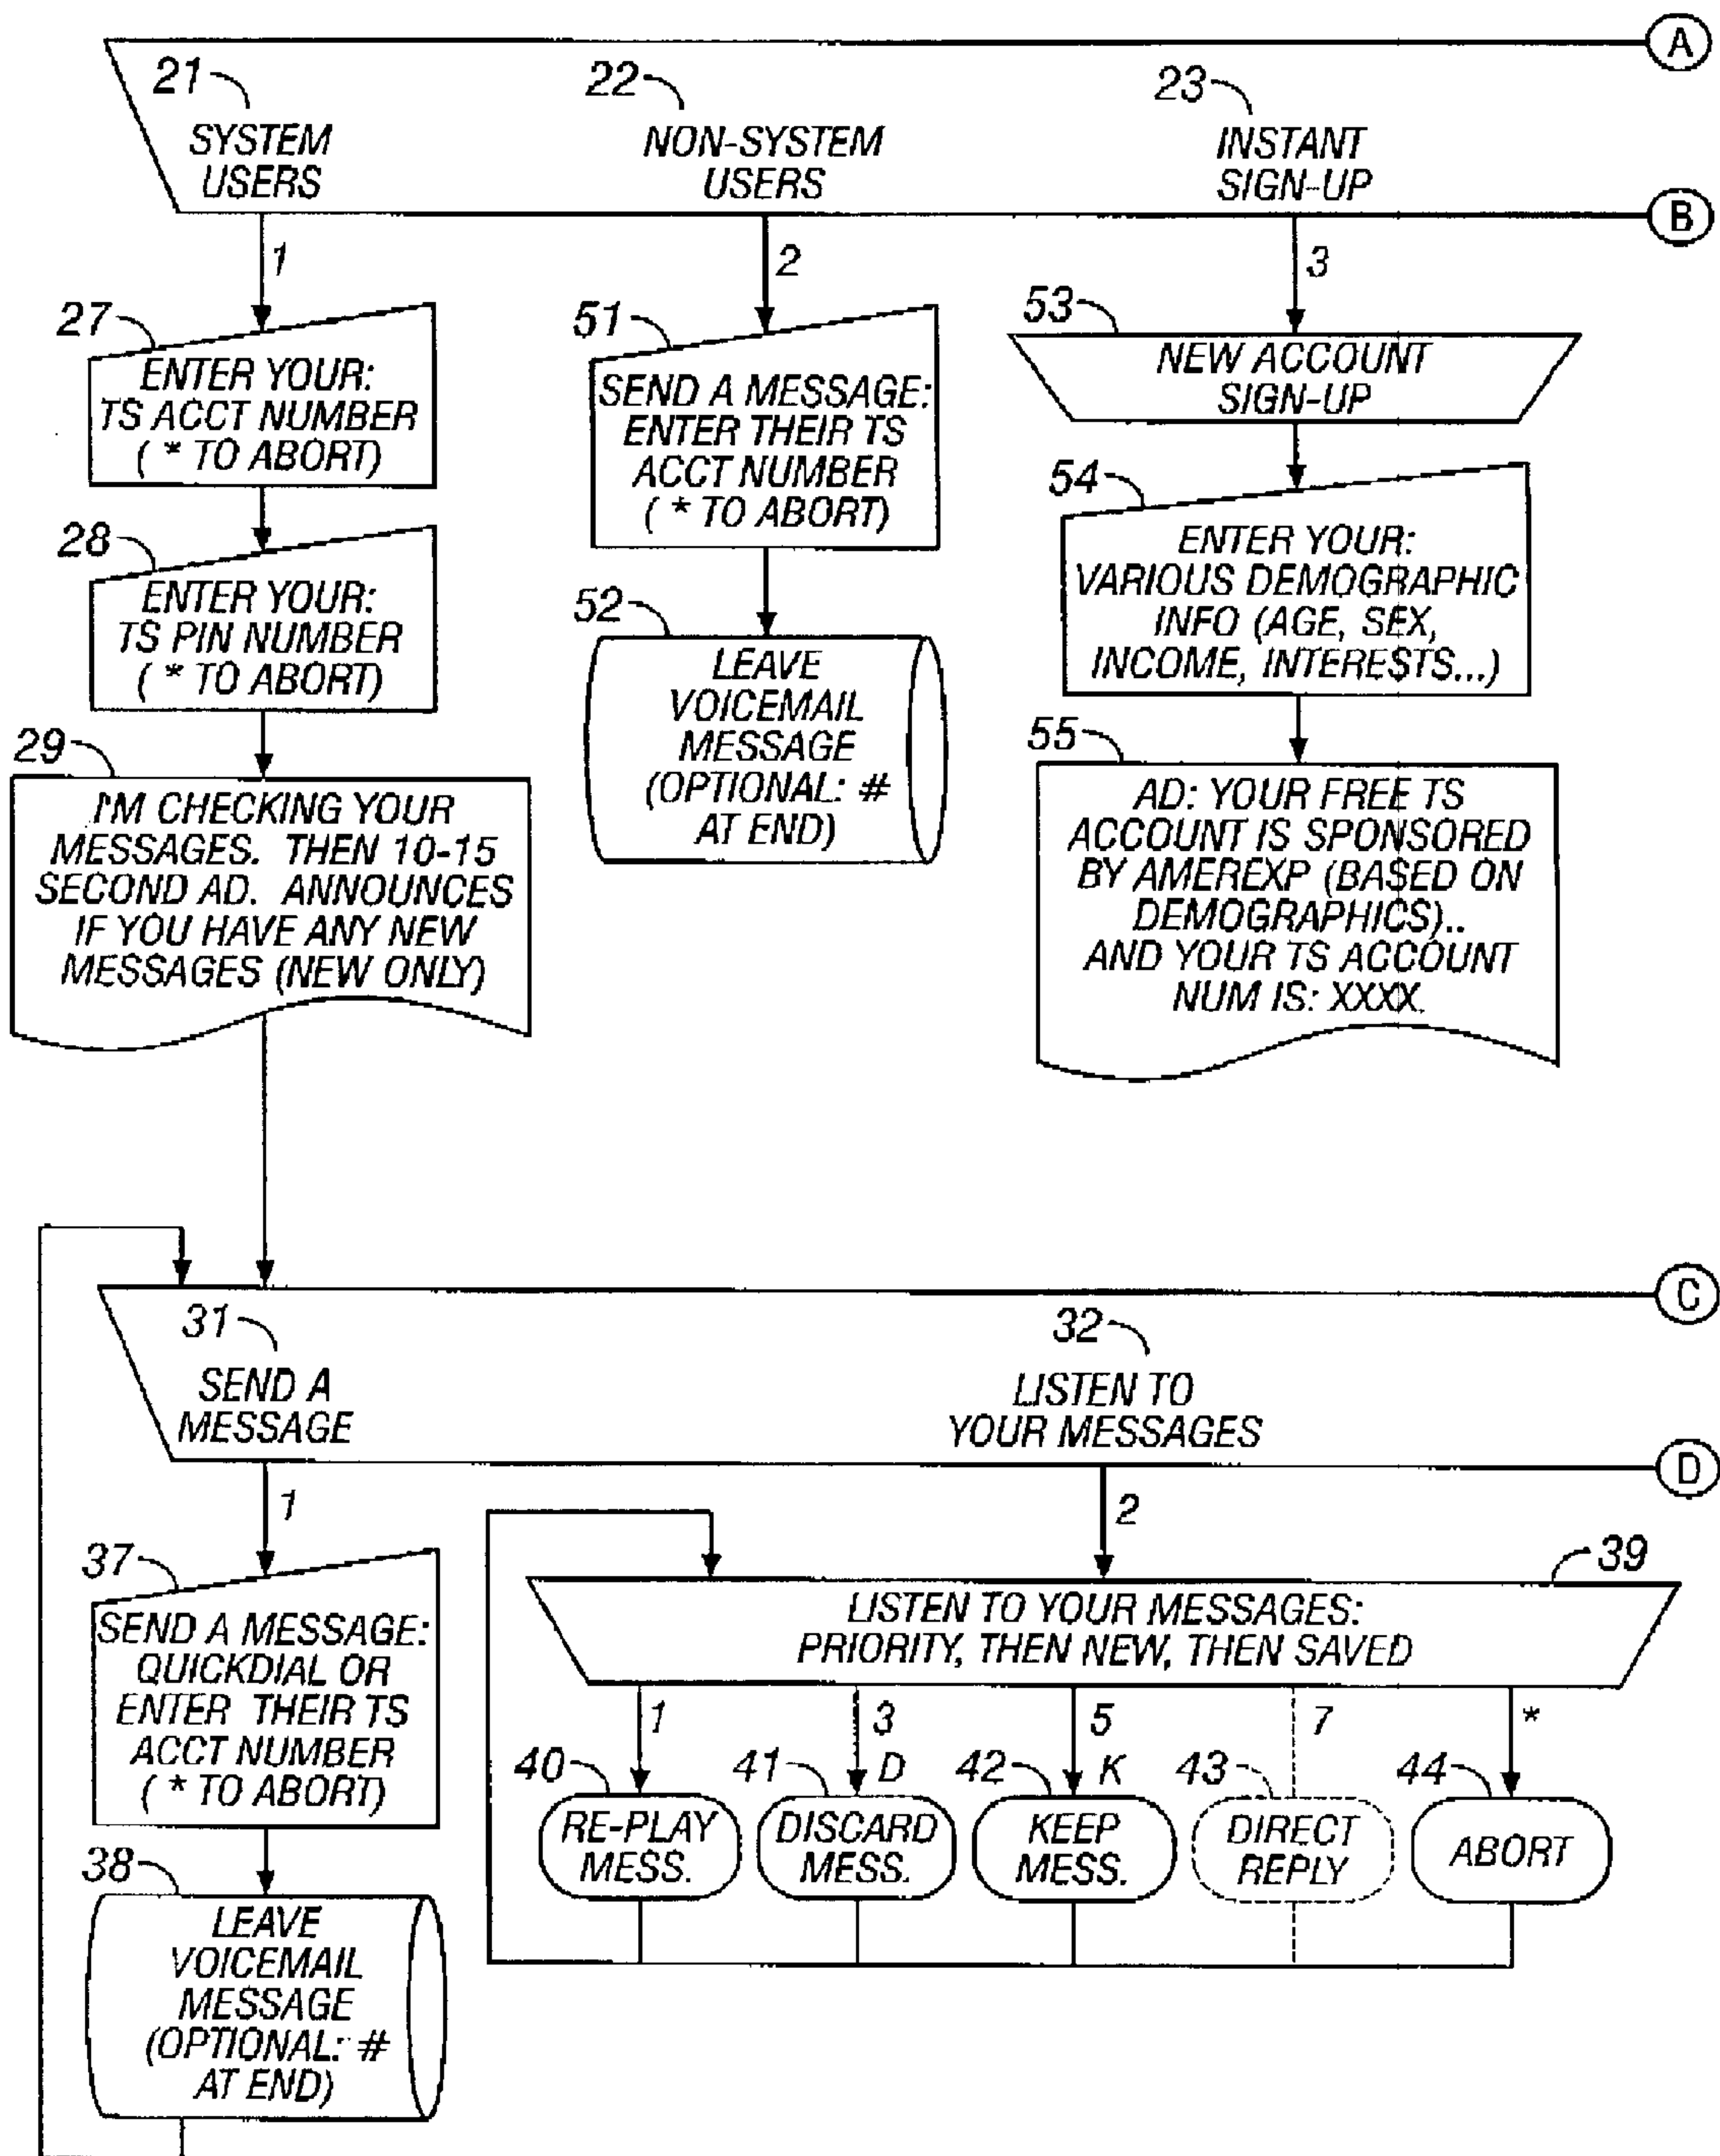 A
21
SYSTEM
USERS
22
NON-SYSTEM
USERS
23
INSTANT
SIGN-UP
B
1
2
3
27
ENTER YOUR:
TS ACCT NUMBER
( * TO ABORT)
28
ENTER YOUR:
TS PIN NUMBER
( * TO ABORT)
29
I'M CHECKING YOUR
MESSAGES. THEN 10-15
SECOND AD. ANNOUNCES
IF YOU HAVE ANY NEW
MESSAGES (NEW ONLY)
51
SEND A MESSAGE:
ENTER THEIR TS
ACCT NUMBER
( * TO ABORT)
52
LEAVE
VOICEMAIL
MESSAGE
(OPTIONAL: #
AT END)
53
NEW ACCOUNT
SIGN-UP
54
ENTER YOUR:
VARIOUS DEMOGRAPHIC
INFO (AGE, SEX,
INCOME, INTERESTS...)
55
AD: YOUR FREE TS
ACCOUNT IS SPONSORED
BY AMEREXP (BASED ON
DEMOGRAPHICS)..
AND YOUR TS ACCOUNT
NUM IS: XXXX.
C
31
SEND A
MESSAGE
32
LISTEN TO
YOUR MESSAGES
D
1
2
37
SEND A MESSAGE:
QUICKDIAL OR
ENTER THEIR TS
ACCT NUMBER
( * TO ABORT)
38
LEAVE
VOICEMAIL
MESSAGE
(OPTIONAL: #
AT END)
39
LISTEN TO YOUR MESSAGES:
PRIORITY, THEN NEW, THEN SAVED
1
3
D
5
K
7
*
40
RE-PLAY
MESS.
41
DISCARD
MESS.
42
KEEP
MESS.
43
DIRECT
REPLY
44
ABORT